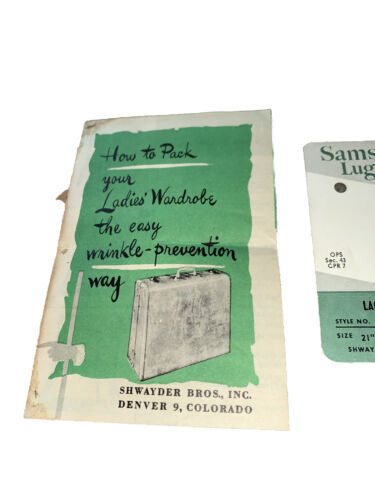 How to Pack
your
Ladies' Wardrobe
the easy
wrinkle-prevention
way
SHWAYDER BROS., INC.
DENVER 9, COLORADO
Sams
Lug
OPS
Sec. 43
CPR 7
LA
STYLE NO.
SIZE 21"
SHWAY